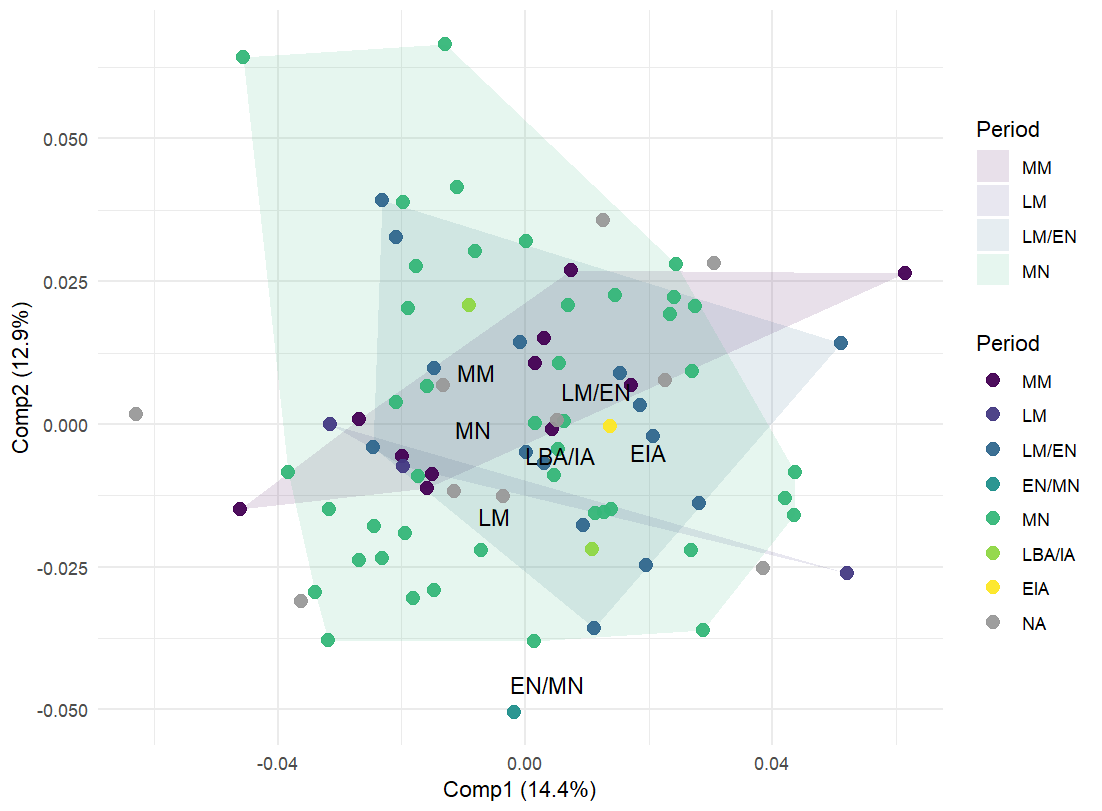 Comp2 (12.9%)
0.050
0.025
0.000
-0.025
-0.050
MM
LM/EN
MN
LBA/IA
EIA
LM
EN/MN
-0.04
0.00
0.04
Comp1 (14.4%)
Period
MM
LM
LM/EN
MN
Period
MM
LM
LM/EN
EN/MN
MN
LBA/IA
EIA
NA